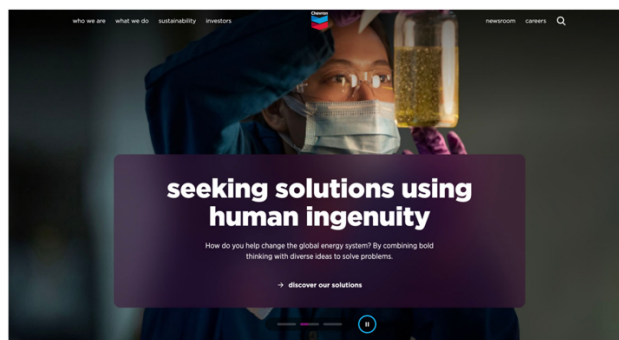 who we are what we do sustainability investors Chevron newsroom careers
seeking solutions using
human ingenuity
How do you help change the global energy system? By combining bold
thinking with diverse ideas to solve problems.
→ discover our solutions